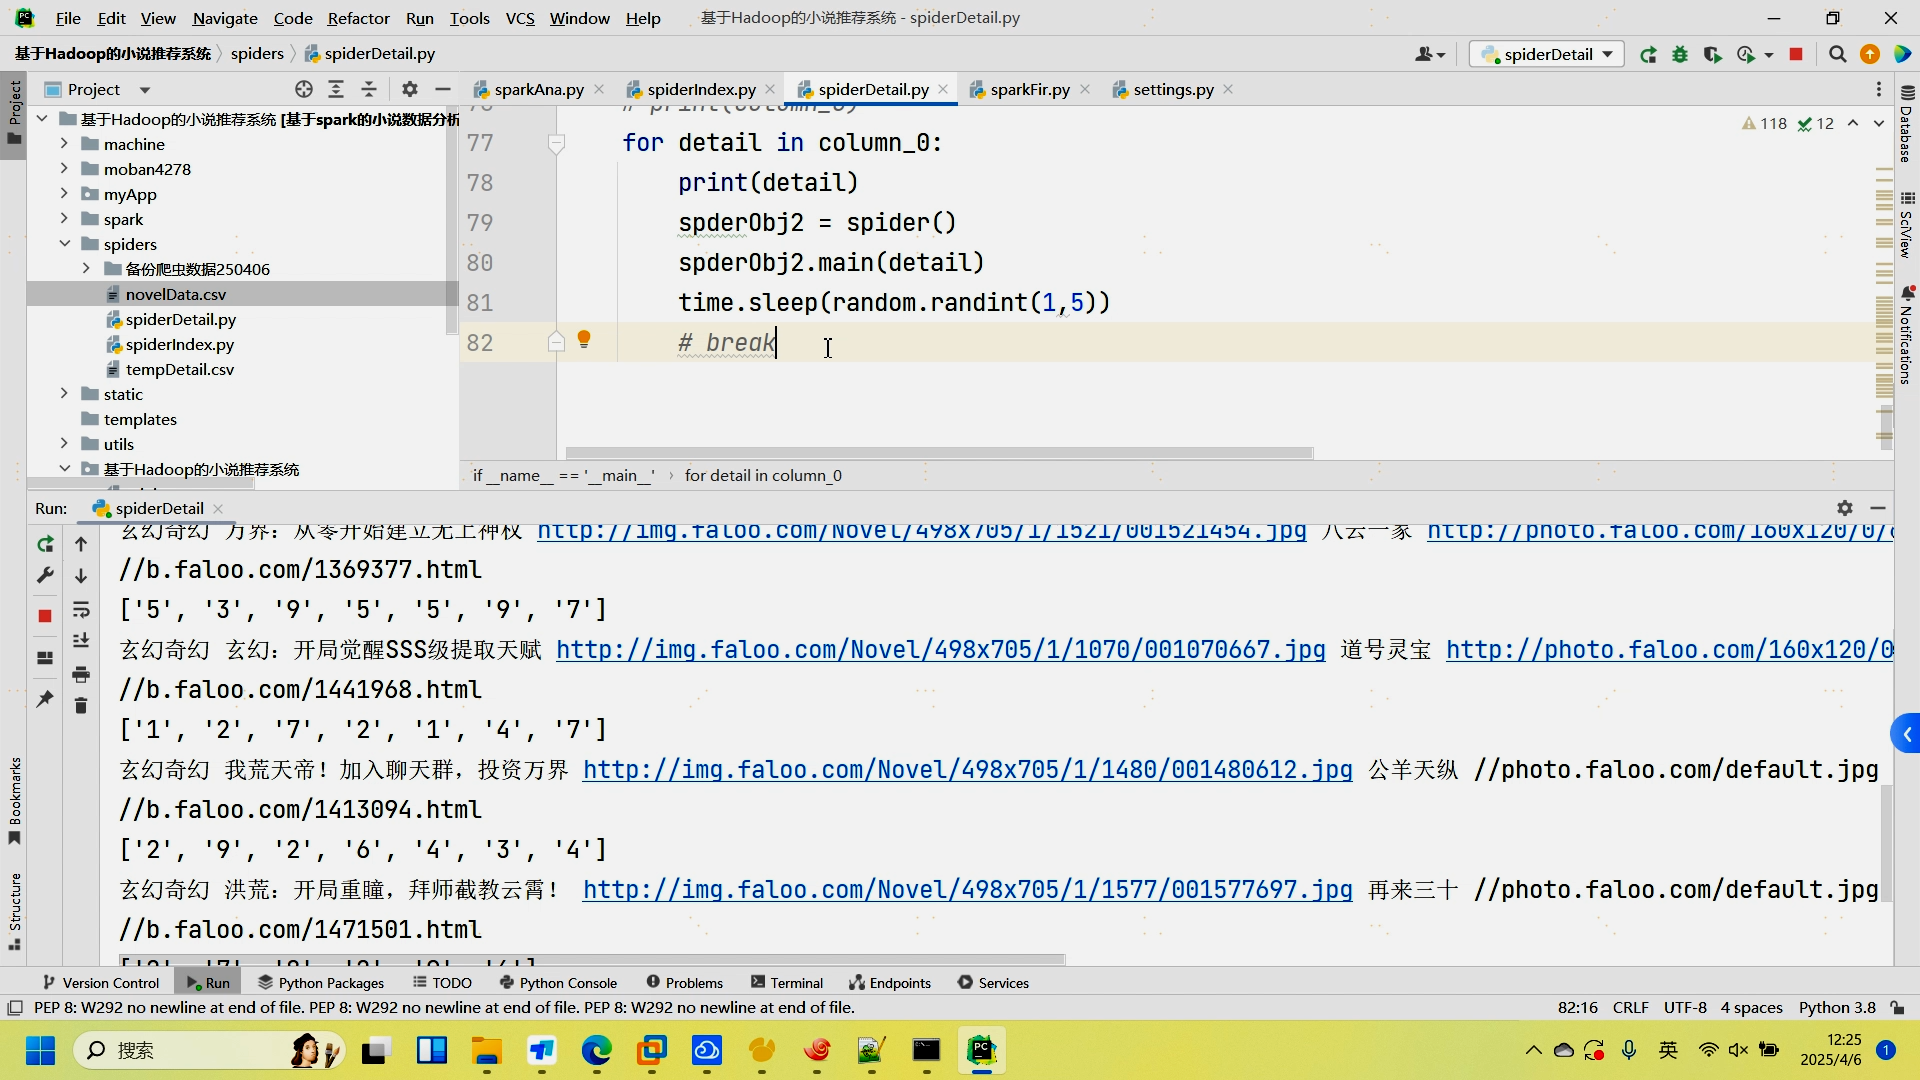 File Edit View Navigate Code Refactor Run Tools VCS Window Help 基于Hadoop的小说推荐系统 - spiderDetail.py
基于Hadoop的小说推荐系统 spiders spiderDetail.py spiderDetail
Project
sparkAna.py spiderIndex.py spiderDetail.py sparkFir.py settings.py
基于Hadoop的小说推荐系统 [基于spark的小说数据分析
machine
moban4278
myApp
spark
spiders
备份爬虫数据250406
novelData.csv
spiderDetail.py
spiderIndex.py
tempDetail.csv
static
templates
utils
基于Hadoop的小说推荐系统
118 12
77 for detail in column_0:
78 print(detail)
79 spderObj2 = spider()
80 spderObj2.main(detail)
81 time.sleep(random.randint(1,5))
82 # break
if __name__ == '__main__' › for detail in column_0
Project
Bookmarks
Structure
Database
SciView
Notifications
Run: spiderDetail
玄幻奇幻 万界：从零开始建立无上神权 http://img.faloo.com/Novel/498x705/1/1521/001521454.jpg 八云一家 http://photo.faloo.com/160x120/0/
//b.faloo.com/1369377.html
['5', '3', '9', '5', '5', '9', '7']
玄幻奇幻 玄幻：开局觉醒SSS级提取天赋 http://img.faloo.com/Novel/498x705/1/1070/001070667.jpg 道号灵宝 http://photo.faloo.com/160x120/0
//b.faloo.com/1441968.html
['1', '2', '7', '2', '1', '4', '7']
玄幻奇幻 我荒天帝！加入聊天群，投资万界 http://img.faloo.com/Novel/498x705/1/1480/001480612.jpg 公羊天纵 //photo.faloo.com/default.jpg
//b.faloo.com/1413094.html
['2', '9', '2', '6', '4', '3', '4']
玄幻奇幻 洪荒：开局重瞳，拜师截教云霄！ http://img.faloo.com/Novel/498x705/1/1577/001577697.jpg 再来三十 //photo.faloo.com/default.jpg
//b.faloo.com/1471501.html
Version Control Run Python Packages TODO Python Console Problems Terminal Endpoints Services
PEP 8: W292 no newline at end of file. PEP 8: W292 no newline at end of file. PEP 8: W292 no newline at end of file. 82:16 CRLF UTF-8 4 spaces Python 3.8
搜索
英
12:25
2025/4/6
1